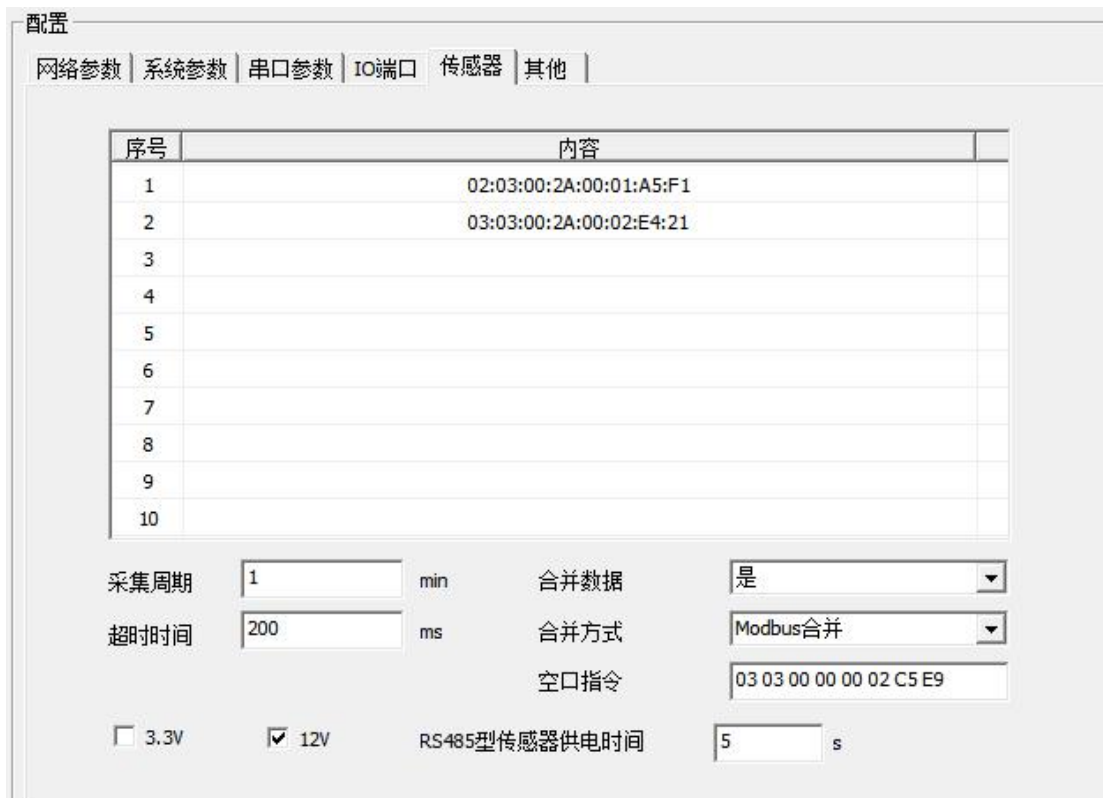 配置
网络参数 系统参数 串口参数 IO端口 传感器 其他
序号 内容
1 02:03:00:2A:00:01:A5:F1
2 03:03:00:2A:00:02:E4:21
3
4
5
6
7
8
9
10
采集周期 1 min 合并数据 是
超时时间 200 ms 合并方式 Modbus合并
空口指令 03 03 00 00 00 02 C5 E9
3.3V 12V RS485型传感器供电时间 5 s